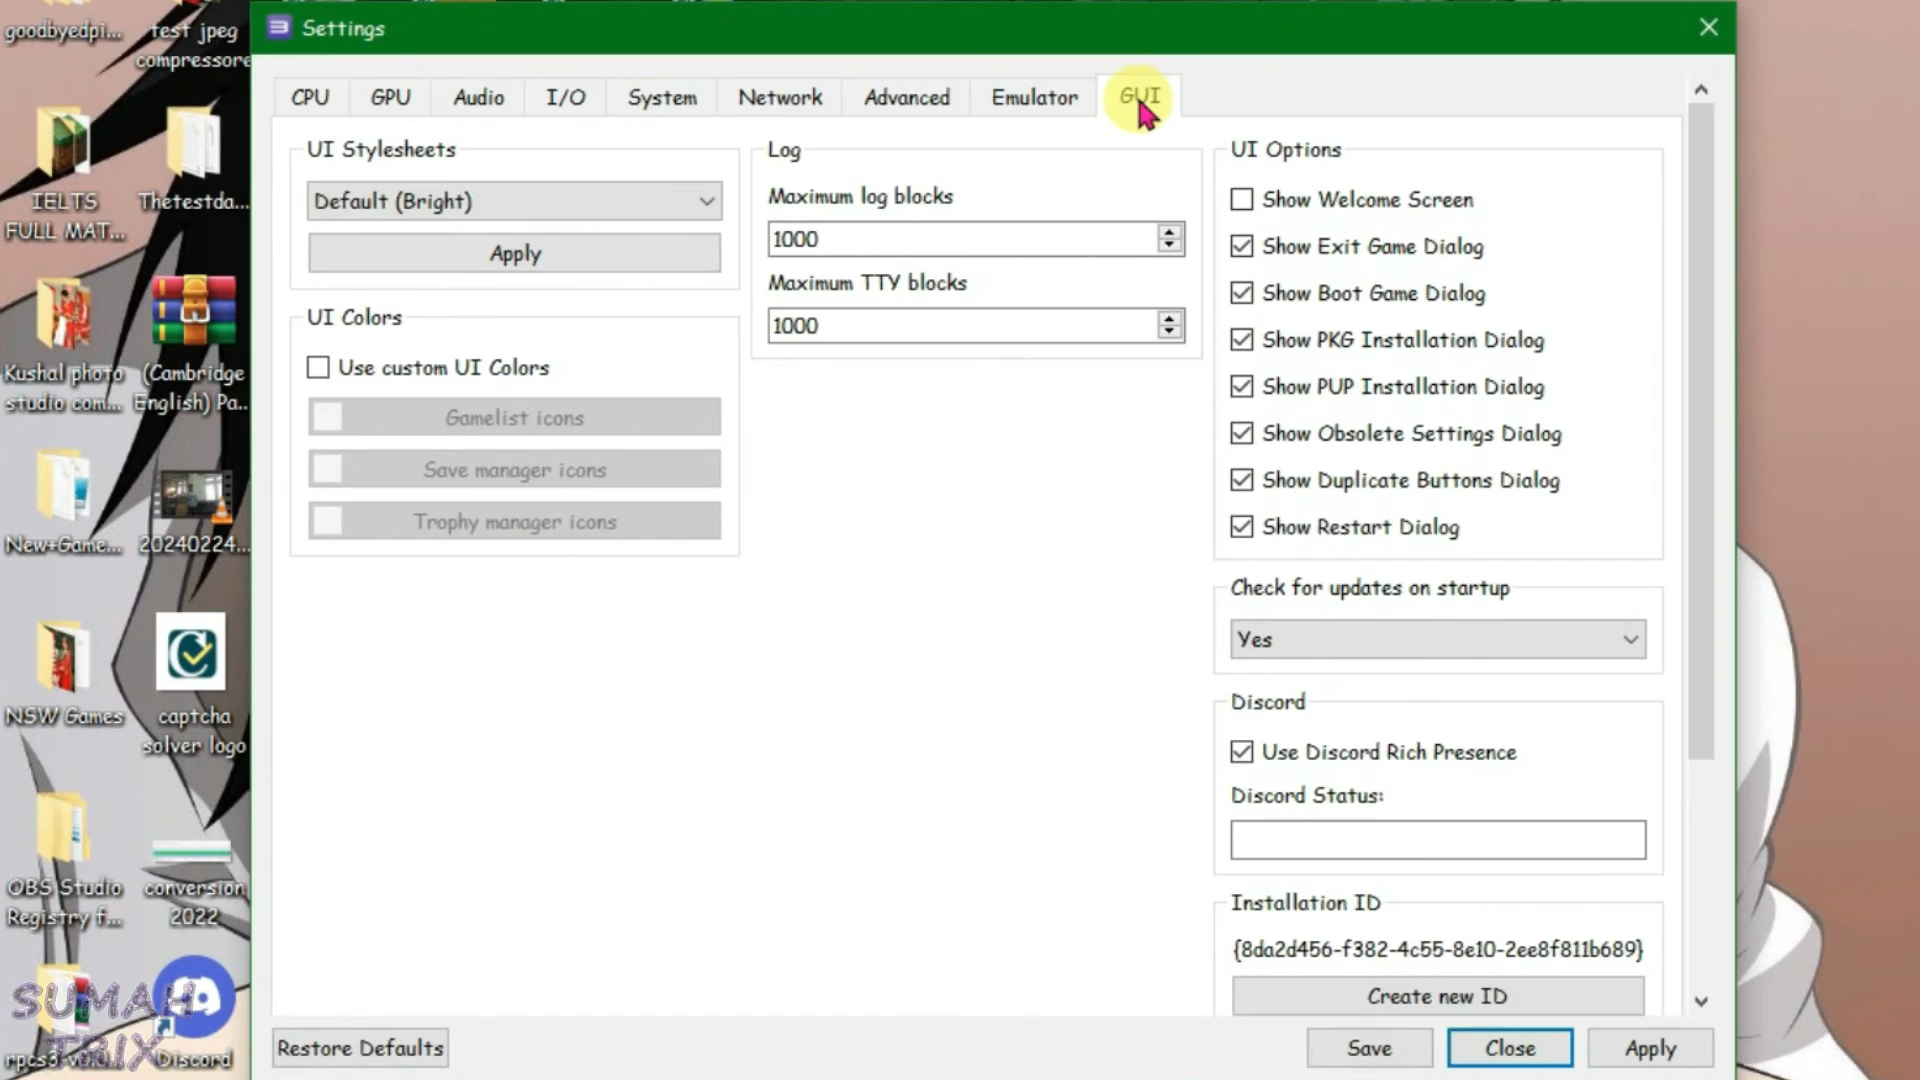 goodbyedpi...
test jpeg
compressore
IELTS
FULL MAT...
Thetestda...
Kushal photo
studio com...
(Cambridge
English) Pa..
New+Game...
20240224...
NSW Games
captcha
solver logo
OBS Studio
Registry f...
conversion
2022
Discord
SUMAH
TRIX
Settings
CPU
GPU
Audio
I/O
System
Network
Advanced
Emulator
GUI
UI Stylesheets
Default (Bright)
Apply
UI Colors
Use custom UI Colors
Gamelist icons
Save manager icons
Trophy manager icons
Log
Maximum log blocks
1000
Maximum TTY blocks
1000
UI Options
Show Welcome Screen
Show Exit Game Dialog
Show Boot Game Dialog
Show PKG Installation Dialog
Show PUP Installation Dialog
Show Obsolete Settings Dialog
Show Duplicate Buttons Dialog
Show Restart Dialog
Check for updates on startup
Yes
Discord
Use Discord Rich Presence
Discord Status:
Installation ID
{8da2d456-f382-4c55-8e10-2ee8f811b689}
Create new ID
Restore Defaults
Save
Close
Apply